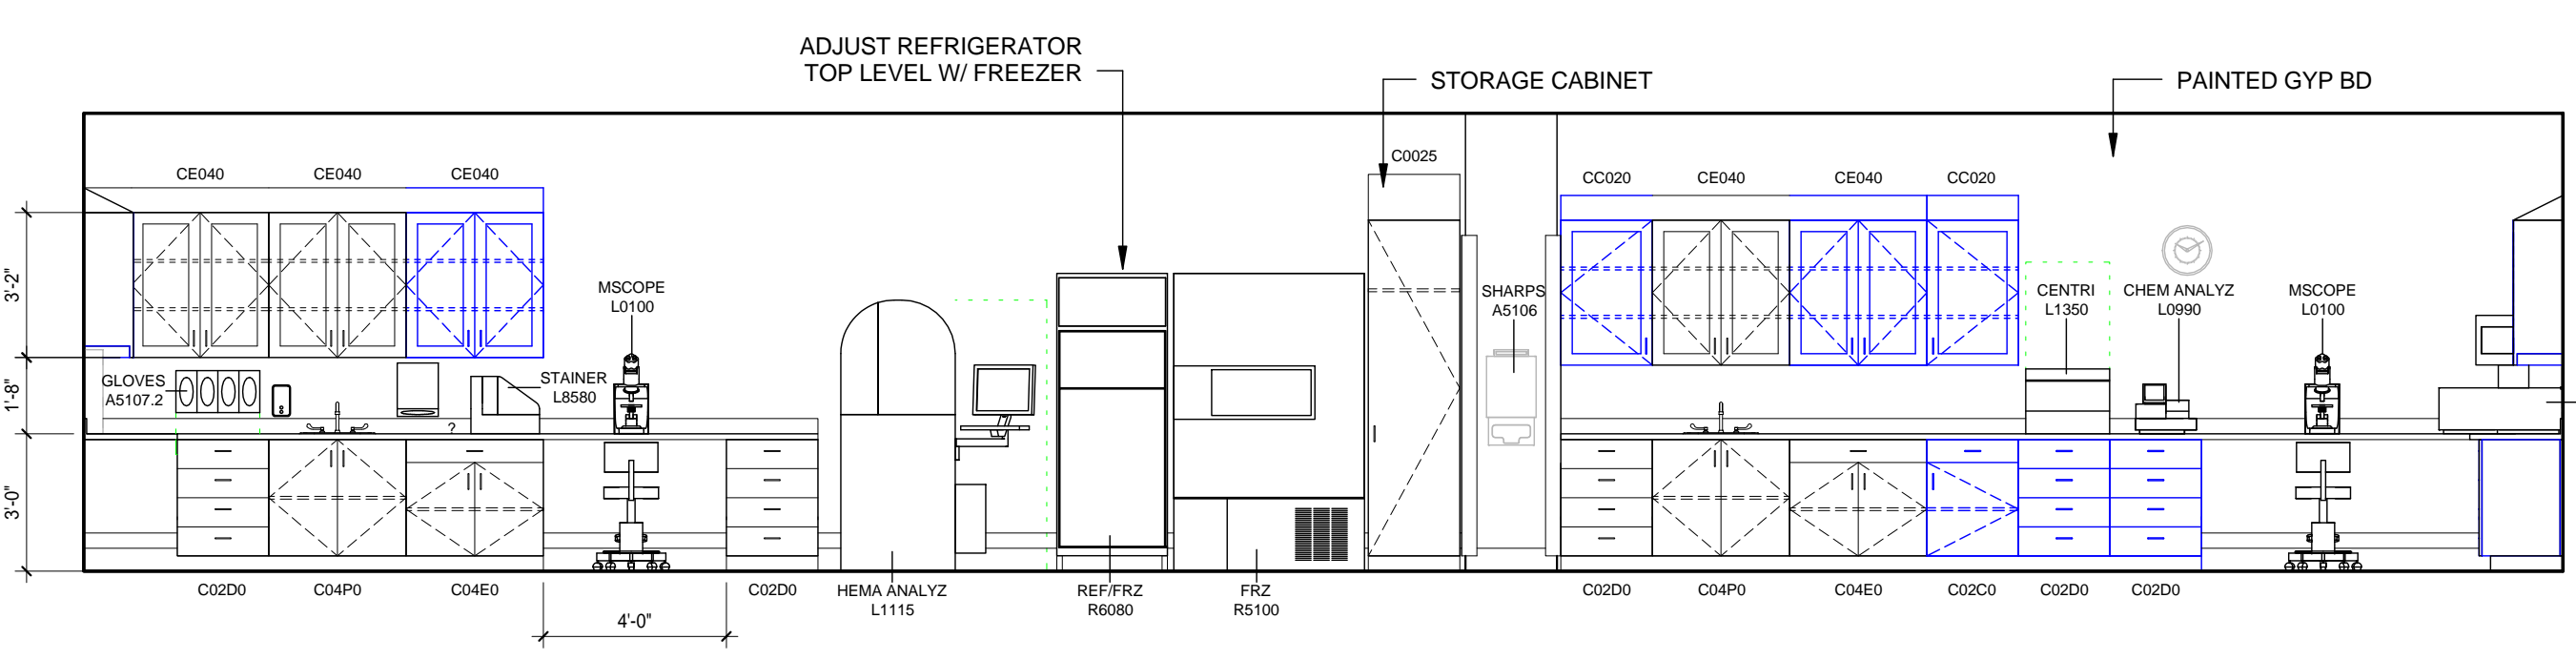 ADJUST REFRIGERATOR
TOP LEVEL W/ FREEZER
STORAGE CABINET
PAINTED GYP BD
C0025
CE040
CE040
CE040
CC020
CE040
CE040
CC020
3'-2"
1'-8"
3'-0"
MSCOPE
L0100
SHARPS
A5106
CENTRI
L1350
CHEM ANALYZ
L0990
MSCOPE
L0100
GLOVES
A5107.2
STAINER
L8580
?
C02D0
C04P0
C04E0
C02D0
HEMA ANALYZ
L1115
REF/FRZ
R6080
FRZ
R5100
C02D0
C04P0
C04E0
C02C0
C02D0
C02D0
4'-0"